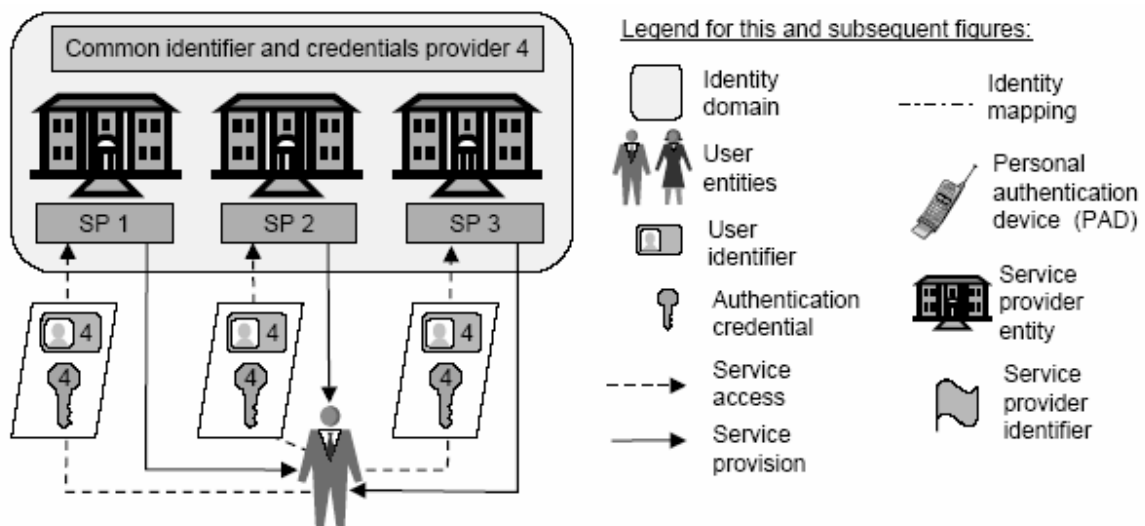 Common identifier and credentials provider 4
SP 1
SP 2
SP 3
4
4
4
4
4
4
Legend for this and subsequent figures:
Identity
domain
User
entities
User
identifier
Authentication
credential
Service
access
Service
provision
Identity
mapping
Personal
authentication
device (PAD)
Service
provider
entity
Service
provider
identifier